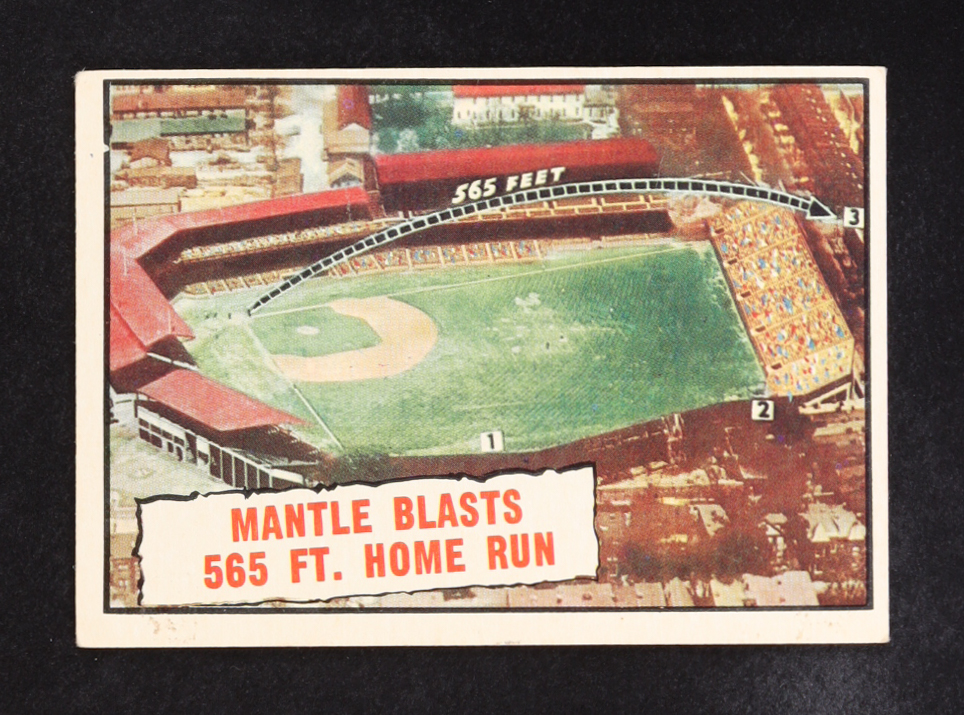 565 FEET
3
2
1
MANTLE BLASTS
565 FT. HOME RUN